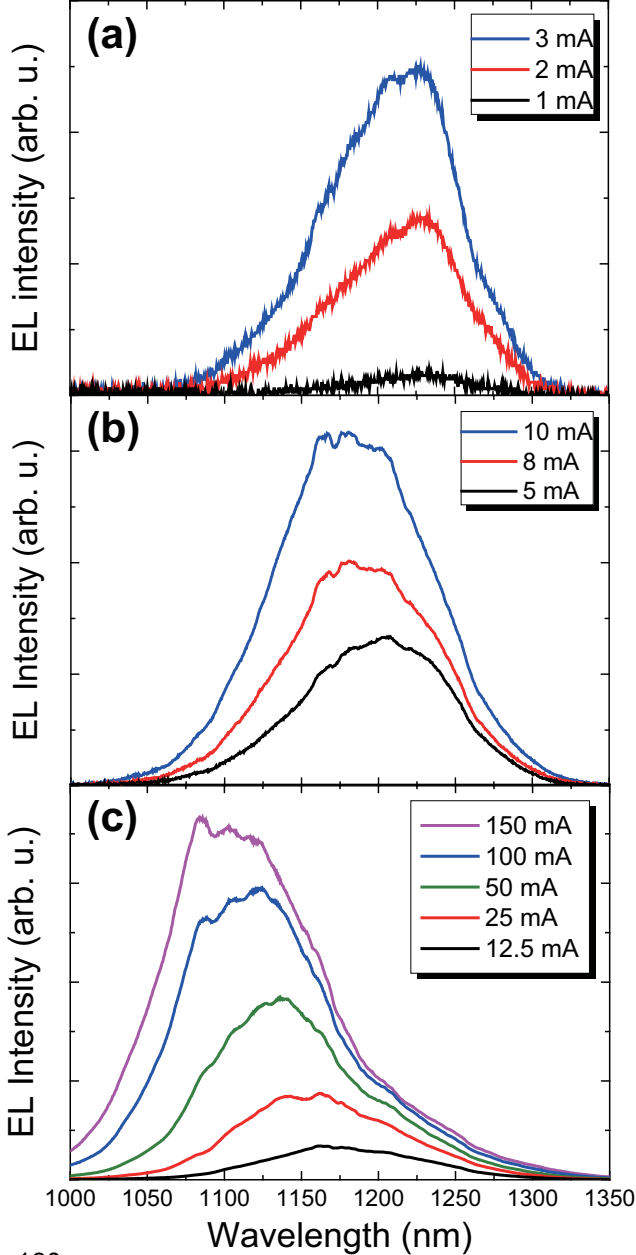 (a)
3 mA
2 mA
1 mA
EL intensity (arb. u.)
(b)
10 mA
8 mA
5 mA
EL Intensity (arb. u.)
(c)
150 mA
100 mA
50 mA
25 mA
12.5 mA
EL Intensity (arb. u.)
1000 1050 1100 1150 1200 1250 1300 1350
Wavelength (nm)